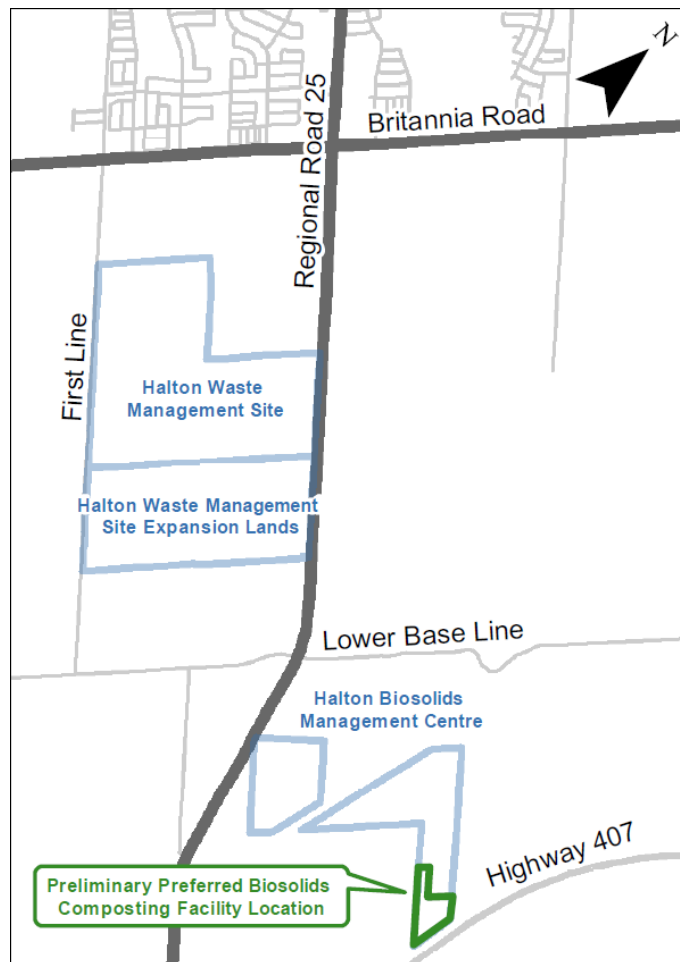 N
Britannia Road
Regional Road 25
First Line
Halton Waste
Management Site
Halton Waste Management
Site Expansion Lands
Lower Base Line
Halton Biosolids
Management Centre
Highway 407
Preliminary Preferred Biosolids
Composting Facility Location